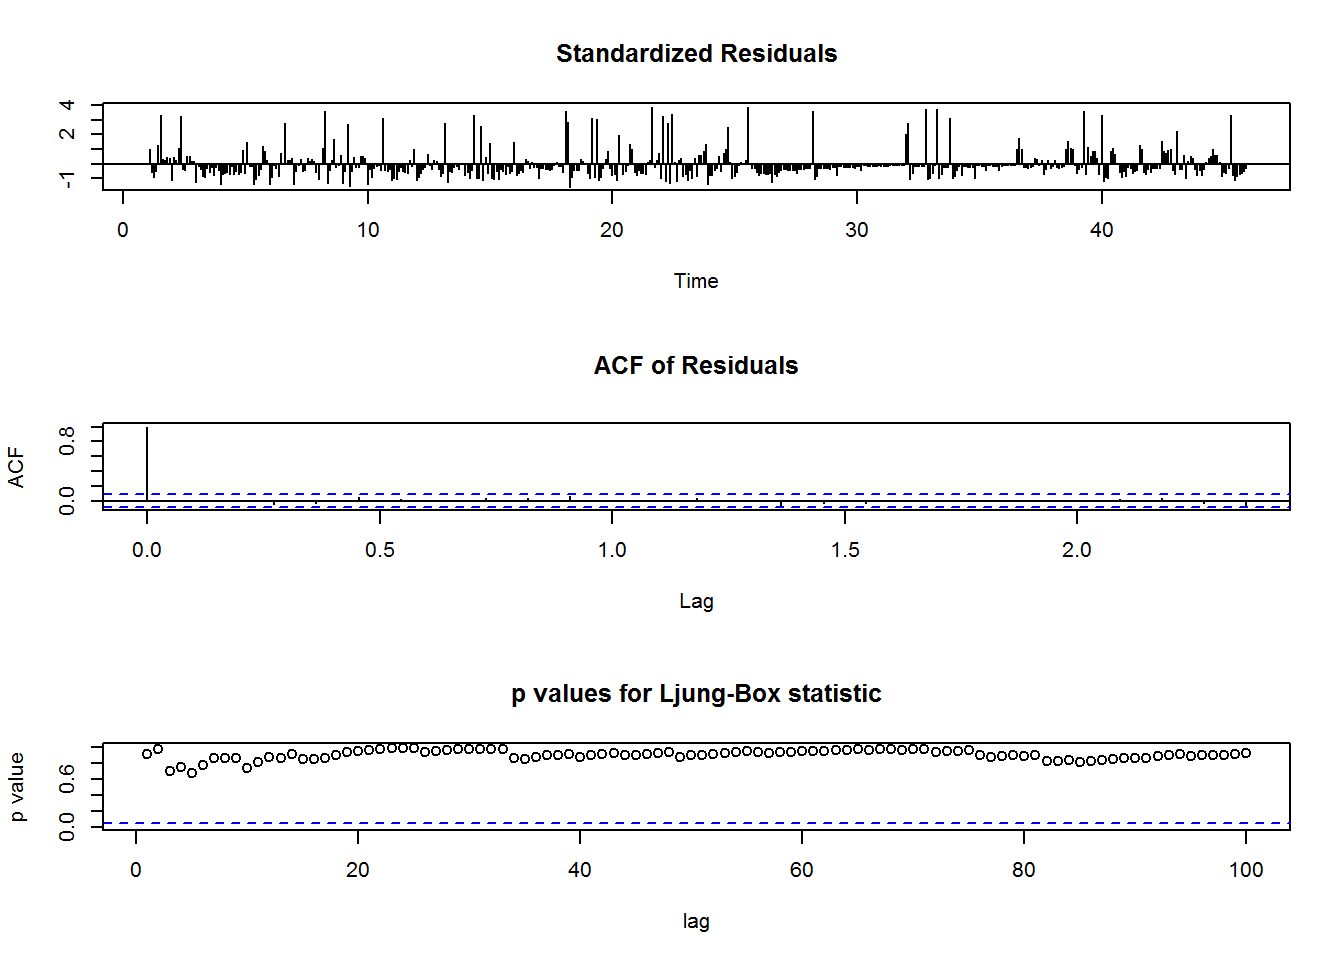 Standardized Residuals
4
2
-1
0 10 20 30 40
Time
ACF of Residuals
ACF
0.8
0.0
0.0 0.5 1.0 1.5 2.0
Lag
p values for Ljung-Box statistic
p value
0.6
0.0
0 20 40 60 80 100
lag